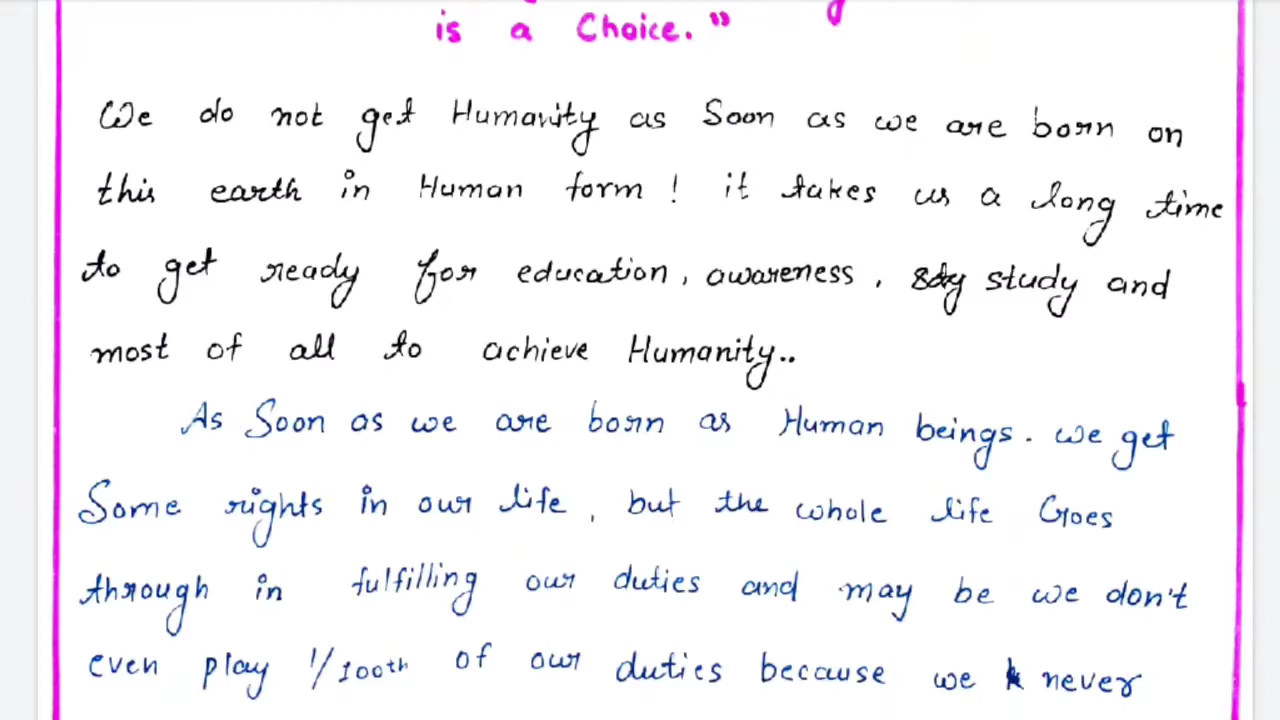 is a Choice."
We do not get Humanity as Soon as we are born on
this earth in Human form! it takes us a long time
to get ready for education, awareness, study and
most of all to achieve Humanity..
As Soon as we are born as Human beings. we get
Some rights in our life, but the whole life Goes
through in fulfilling our duties and may be we don't
even play 1/100th of our duties because we never